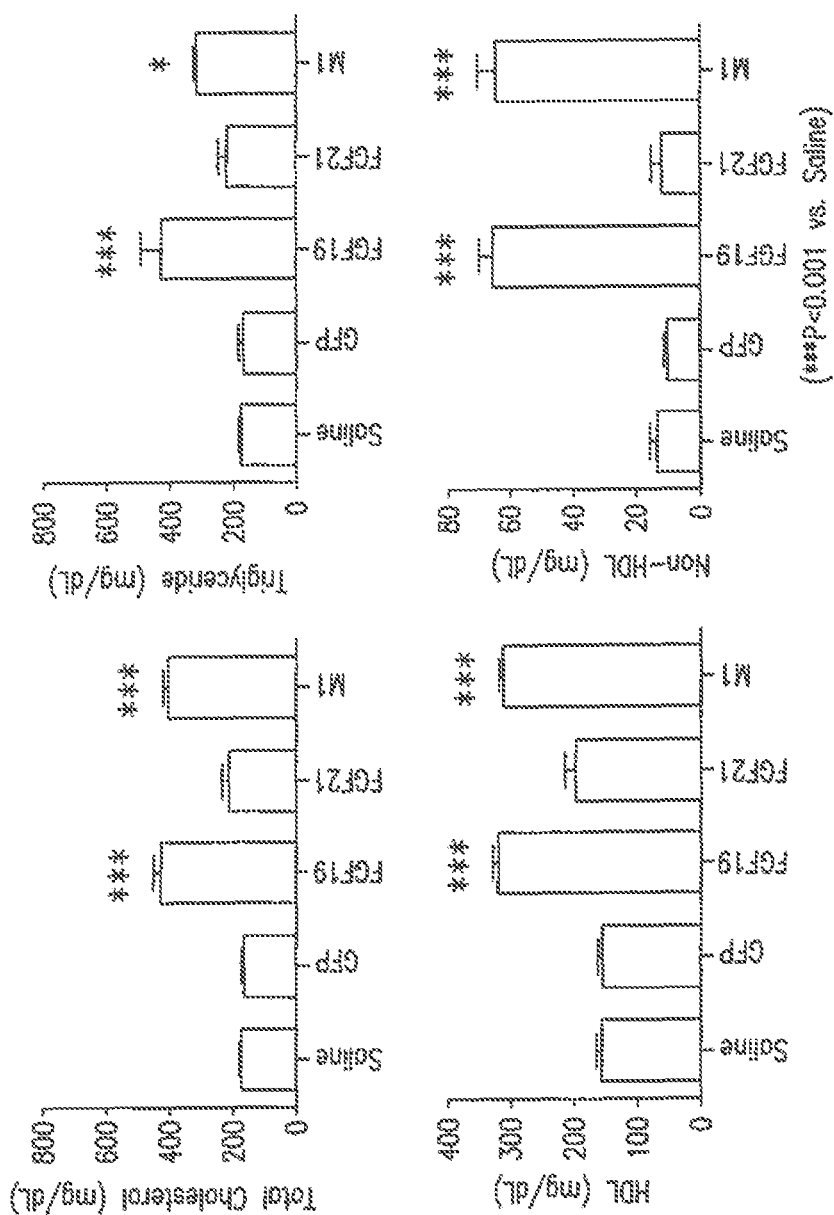 Total Cholesterol (mg/dL)
800
600
400
200
0
***
***
Saline
GFP
FGF19
FGF21
M1
Triglyceride (mg/dL)
800
600
400
200
0
***
*
Saline
GFP
FGF19
FGF21
M1
HDL (mg/dL)
400
300
200
100
0
***
***
Saline
GFP
FGF19
FGF21
M1
Non-HDL (mg/dL)
80
60
40
20
0
***
***
Saline
GFP
FGF19
FGF21
M1
(***P<0.001 vs. Saline)